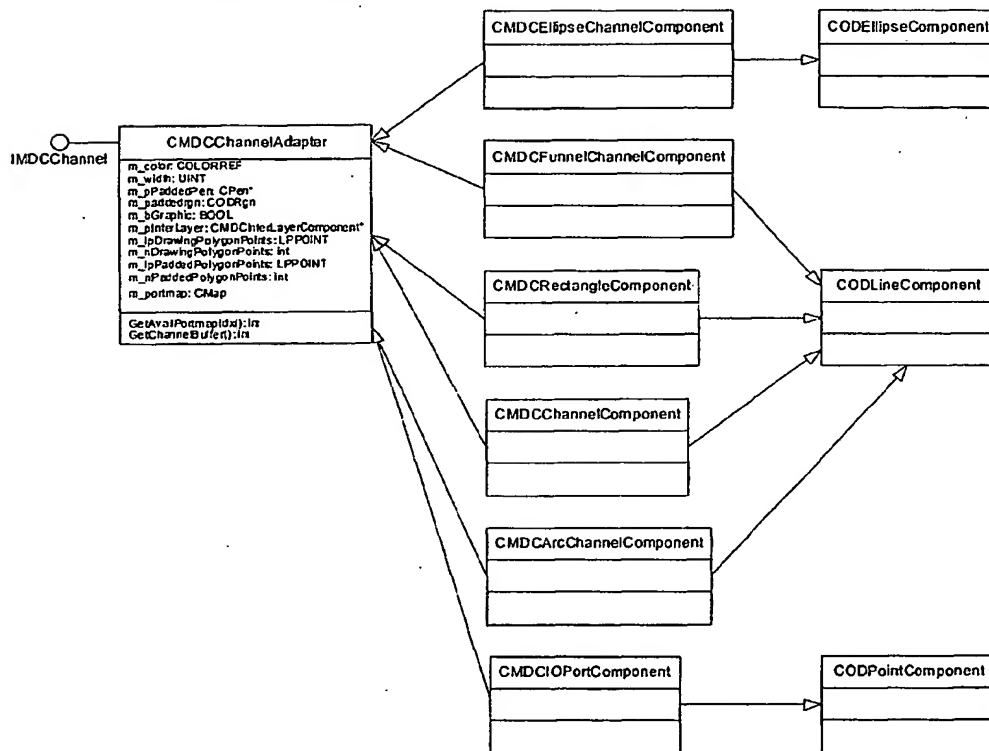 CMDCEllipseChannelComponent
CODEllipseComponent
IMDCChannel
CMDCChannelAdapter
m_color: COLORREF
m_width: UINT
m_pPaddedPen: CPen*
m_paddedrgn: CODRgn
m_bGraphic: BOOL
m_pInterLayer: CMDCInterLayerComponent*
m_lpDrawingPolygonPoints: LPPOINT
m_nDrawingPolygonPoints: int
m_lpPaddedPolygonPoints: LPPOINT
m_nPaddedPolygonPoints: int
m_portmap: CMap
GetAvailPortmapIdx(): int
GetChannelBuffer(): int
CMDCFunnelChannelComponent
CMDCRectangleComponent
CODLineComponent
CMDCChannelComponent
CMDCArcChannelComponent
CMDCIOPortComponent
CODPointComponent